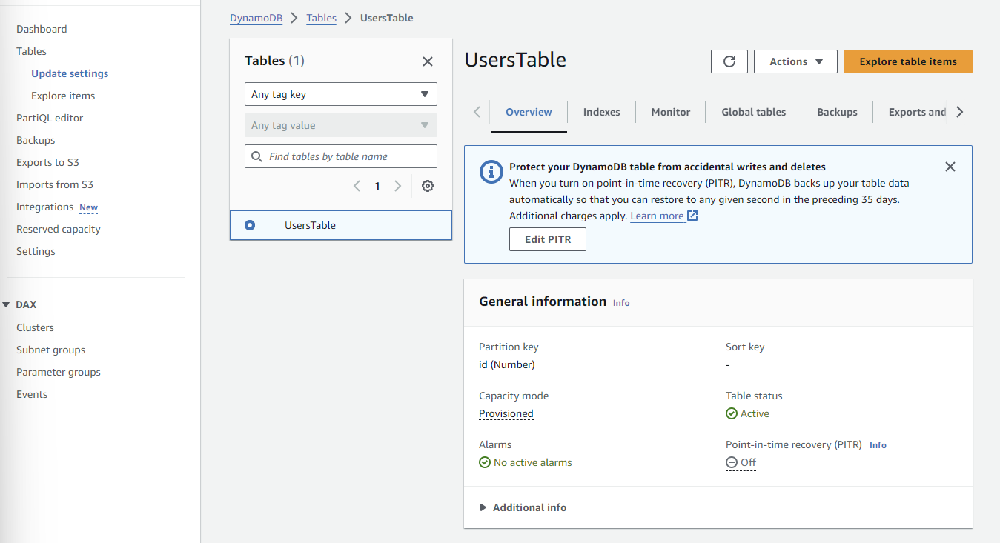 Dashboard
Tables
Update settings
Explore items
PartiQL editor
Backups
Exports to S3
Imports from S3
Integrations New
Reserved capacity
Settings
DAX
Clusters
Subnet groups
Parameter groups
Events
DynamoDB Tables UsersTable
Tables (1)
Any tag key
Any tag value
Find tables by table name
1
UsersTable
UsersTable
Actions
Explore table items
Overview Indexes Monitor Global tables Backups Exports and
Protect your DynamoDB table from accidental writes and deletes
When you turn on point-in-time recovery (PITR), DynamoDB backs up your table data
automatically so that you can restore to any given second in the preceding 35 days.
Additional charges apply. Learn more
Edit PITR
General information Info
Partition key
id (Number)
Sort key
-
Capacity mode
Provisioned
Table status
Active
Alarms
No active alarms
Point-in-time recovery (PITR) Info
Off
Additional info